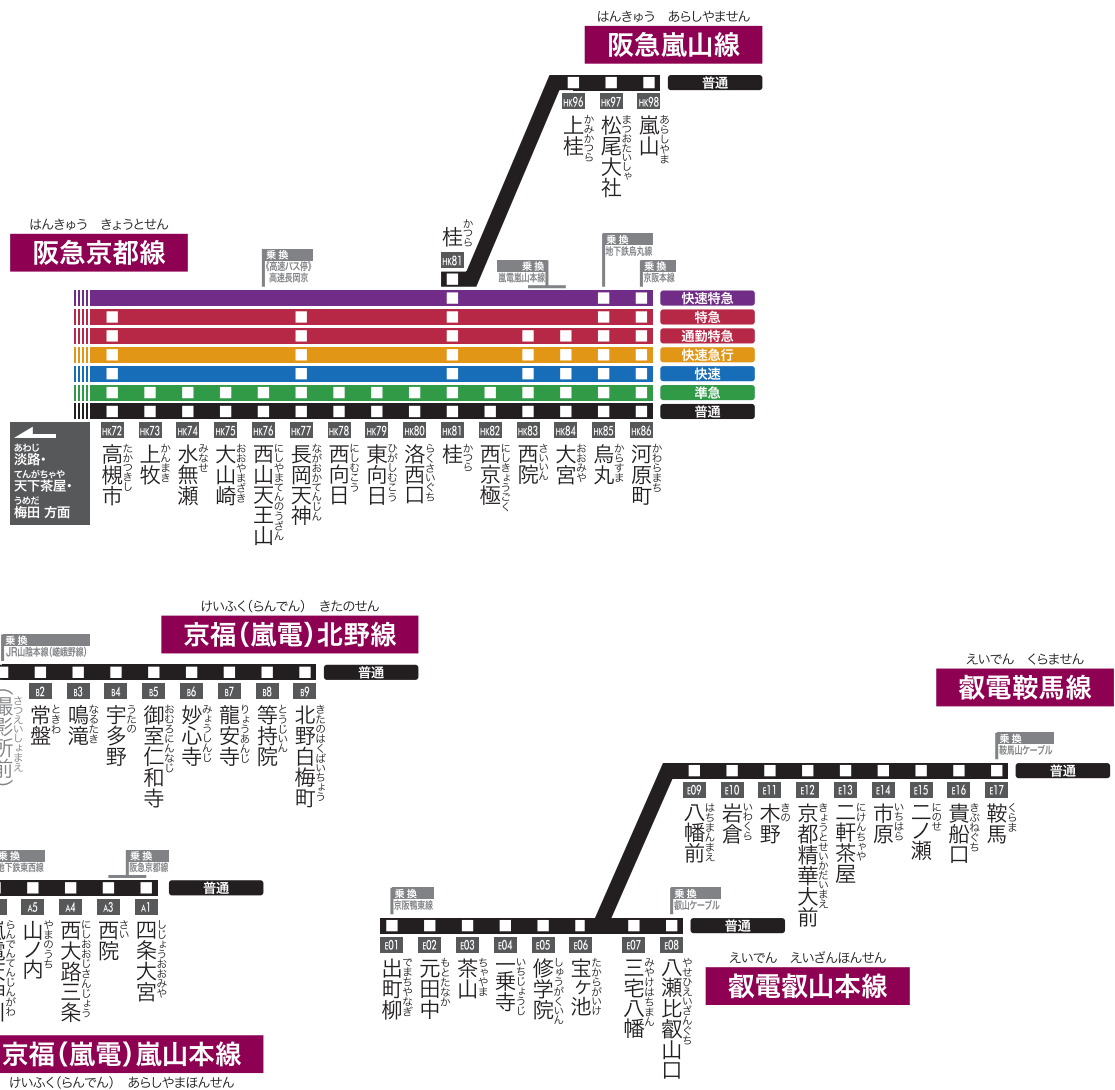 はんきゅう あらしやません
阪急嵐山線
普通
HK96
上桂
かみかつら
HK97
松尾大社
まつおたいしゃ
HK98
嵐山
あらしやま
はんきゅう きょうとせん
阪急京都線
桂
かつら
HK81
乗換
《高速バス停》
高速長岡京
乗換
嵐電嵐山本線
乗換
地下鉄烏丸線
乗換
京阪本線
快速特急
特急
通勤特急
快速急行
快速
準急
普通
あわじ
淡路・
てんがちゃや
天下茶屋・
うめだ
梅田 方面
HK72
高槻市
たかつきし
HK73
上牧
かんまき
HK74
水無瀬
みなせ
HK75
大山崎
おおやまざき
HK76
西山天王山
にしやまてんのうざん
HK77
長岡天神
ながおかてんじん
HK78
西向日
にしむこう
HK79
東向日
ひがしむこう
HK80
洛西口
らくさいぐち
HK81
桂
かつら
HK82
西京極
にしきょうごく
HK83
西院
さいいん
HK84
大宮
おおみや
HK85
烏丸
からすま
HK86
河原町
かわらまち
けいふく(らんでん) きたのせん
京福(嵐電)北野線
乗換
JR山陰本線(嵯峨野線)
普通
(撮影所前)
さつえいしょまえ
B2
常盤
ときわ
B3
鳴滝
なるたき
B4
宇多野
うたの
B5
御室仁和寺
おむろにんなじ
B6
妙心寺
みょうしんじ
B7
龍安寺
りょうあんじ
B8
等持院
とうじいん
B9
北野白梅町
きたのはくばいちょう
えいでん くらません
叡電鞍馬線
乗換
鞍馬山ケーブル
普通
E09
八幡前
はちまんまえ
E10
岩倉
いわくら
E11
木野
きの
E12
京都精華大前
きょうとせいかだいまえ
E13
二軒茶屋
にけんちゃや
E14
市原
いちはら
E15
二ノ瀬
にのせ
E16
貴船口
きぶねぐち
E17
鞍馬
くらま
乗換
地下鉄東西線
乗換
阪急京都線
普通
嵐電天神川
らんでんてんじんがわ
A5
山ノ内
やまのうち
A4
西大路三条
にしおおじさんじょう
A3
西院
さい
A1
四条大宮
しじょうおおみや
京福(嵐電)嵐山本線
けいふく(らんでん) あらしやまほんせん
乗換
京阪鴨東線
乗換
叡山ケーブル
普通
E01
出町柳
でまちやなぎ
E02
元田中
もとたなか
E03
茶山
ちゃやま
E04
一乗寺
いちじょうじ
E05
修学院
しゅうがくいん
E06
宝ヶ池
たからがいけ
E07
三宅八幡
みやけはちまん
E08
八瀬比叡山口
やせひえいざんぐち
えいでん えいざんほんせん
叡電叡山本線